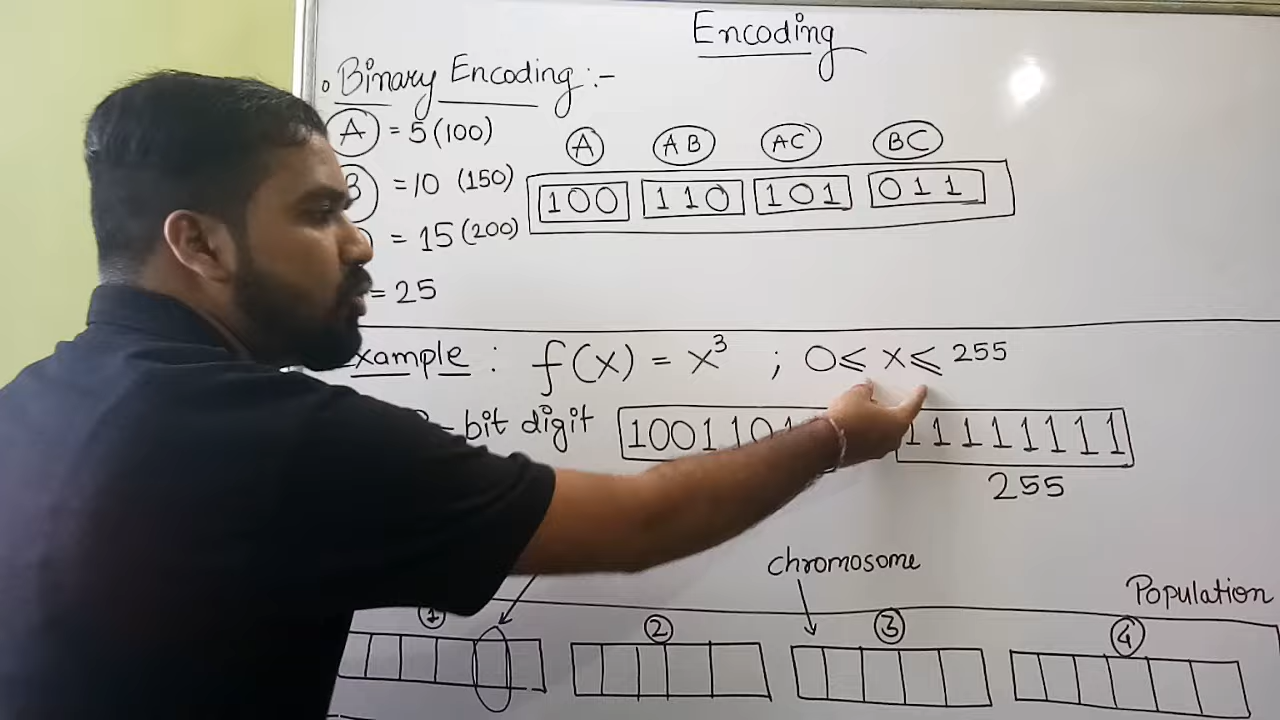 Encoding
Binary Encoding :-
A = 5 (100)
= 10 (150)
= 15 (200)
= 25
A AB AC BC
100 110 101 011
xample : f(x) = x³ ; 0 ≤ x ≤ 255
-bit digit 100110 11111111
255
chromosome
Population
1 2 3 4